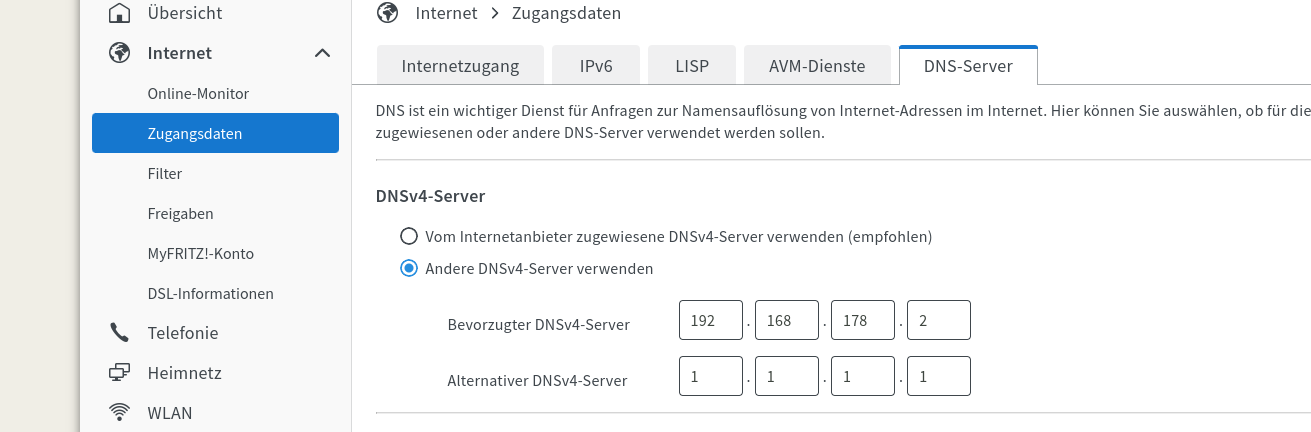 Übersicht
Internet
Online-Monitor
Zugangsdaten
Filter
Freigaben
MyFRITZ!-Konto
DSL-Informationen
Telefonie
Heimnetz
WLAN
Internet > Zugangsdaten
Internetzugang IPv6 LISP AVM-Dienste DNS-Server
DNS ist ein wichtiger Dienst für Anfragen zur Namensauflösung von Internet-Adressen im Internet. Hier können Sie auswählen, ob für die
zugewiesenen oder andere DNS-Server verwendet werden sollen.
DNSv4-Server
Vom Internetanbieter zugewiesene DNSv4-Server verwenden (empfohlen)
Andere DNSv4-Server verwenden
Bevorzugter DNSv4-Server 192 . 168 . 178 . 2
Alternativer DNSv4-Server 1 . 1 . 1 . 1